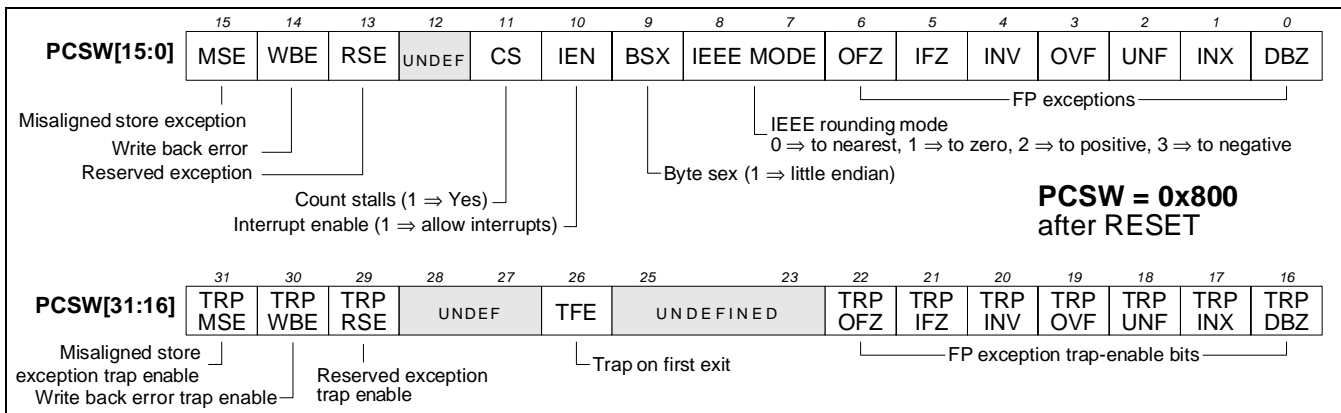 15 14 13 12 11 10 9 8 7 6 5 4 3 2 1 0
PCSW[15:0] MSE WBE RSE UNDEF CS IEN BSX IEEE MODE OFZ IFZ INV OVF UNF INX DBZ
Misaligned store exception
Write back error
Reserved exception
Count stalls (1 ⇒ Yes)
Interrupt enable (1 ⇒ allow interrupts)
FP exceptions
IEEE rounding mode
0 ⇒ to nearest, 1 ⇒ to zero, 2 ⇒ to positive, 3 ⇒ to negative
Byte sex (1 ⇒ little endian)
PCSW = 0x800
after RESET
31 30 29 28 27 26 25 23 22 21 20 19 18 17 16
PCSW[31:16] TRP MSE TRP WBE TRP RSE UNDEF TFE UNDEFINED TRP OFZ TRP IFZ TRP INV TRP OVF TRP UNF TRP INX TRP DBZ
Misaligned store
exception trap enable
Write back error trap enable
Reserved exception
trap enable
Trap on first exit
FP exception trap-enable bits